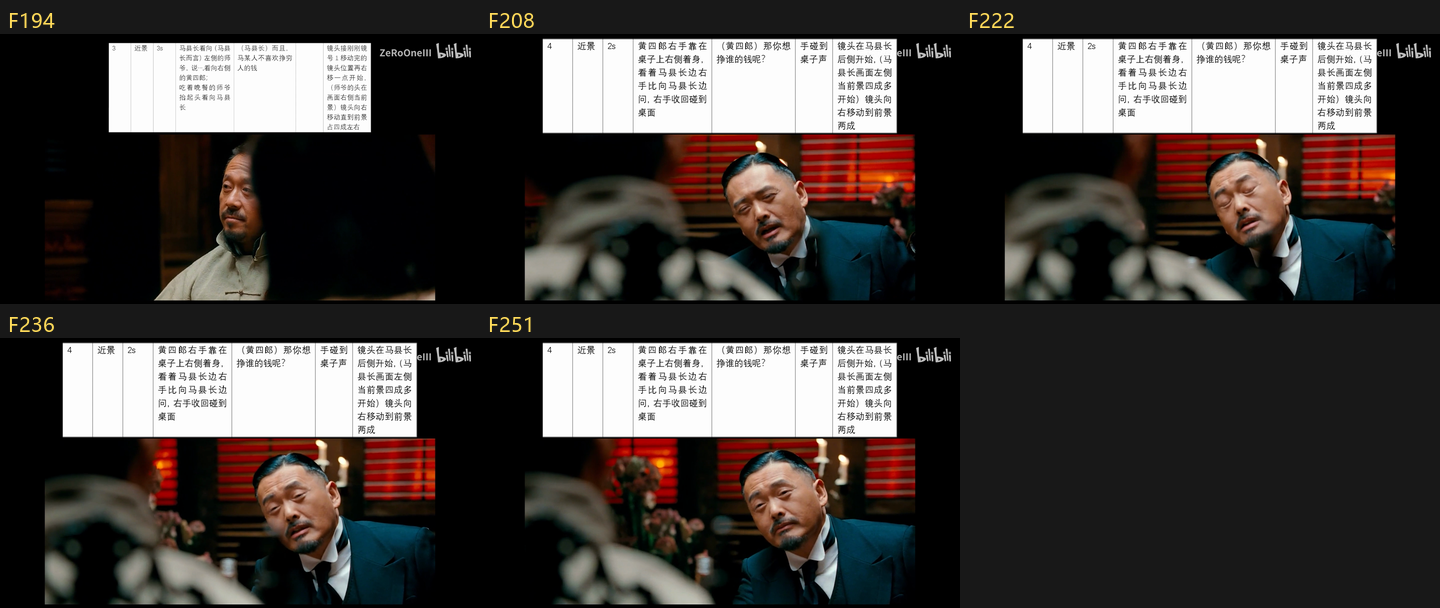 F194
3
近景
3s
马县长看向（马县
长而言）左侧的师
爷，说…,看向右侧
的黄四郎；
吃着晚餐的师爷
抬起头看向马县
长
（马县长）而且，
马某人不喜欢挣穷
人的钱
镜头接刚刚镜
号1移动完的
镜头位置再右
移一点开始，
（师爷的头在
画面右侧当前
景）镜头向右
移动直到前景
占四成左右
ZeRoOneIII bilibili
F208
4
近景
2s
黄四郎右手靠在
桌子上右侧着身，
看着马县长边右
手比向马县长边
问，右手收回碰到
桌面
（黄四郎）那你想
挣谁的钱呢？
手碰到
桌子声
镜头在马县长
后侧开始，（马
县长画面左侧
当前景四成多
开始）镜头向
右移动到前景
两成
eIII bilibili
F222
4
近景
2s
黄四郎右手靠在
桌子上右侧着身，
看着马县长边右
手比向马县长边
问，右手收回碰到
桌面
（黄四郎）那你想
挣谁的钱呢？
手碰到
桌子声
镜头在马县长
后侧开始，（马
县长画面左侧
当前景四成多
开始）镜头向
右移动到前景
两成
eIII bilibili
F236
4
近景
2s
黄四郎右手靠在
桌子上右侧着身，
看着马县长边右
手比向马县长边
问，右手收回碰到
桌面
（黄四郎）那你想
挣谁的钱呢？
手碰到
桌子声
镜头在马县长
后侧开始，（马
县长画面左侧
当前景四成多
开始）镜头向
右移动到前景
两成
eIII bilibili
F251
4
近景
2s
黄四郎右手靠在
桌子上右侧着身，
看着马县长边右
手比向马县长边
问，右手收回碰到
桌面
（黄四郎）那你想
挣谁的钱呢？
手碰到
桌子声
镜头在马县长
后侧开始，（马
县长画面左侧
当前景四成多
开始）镜头向
右移动到前景
两成
eIII bilibili